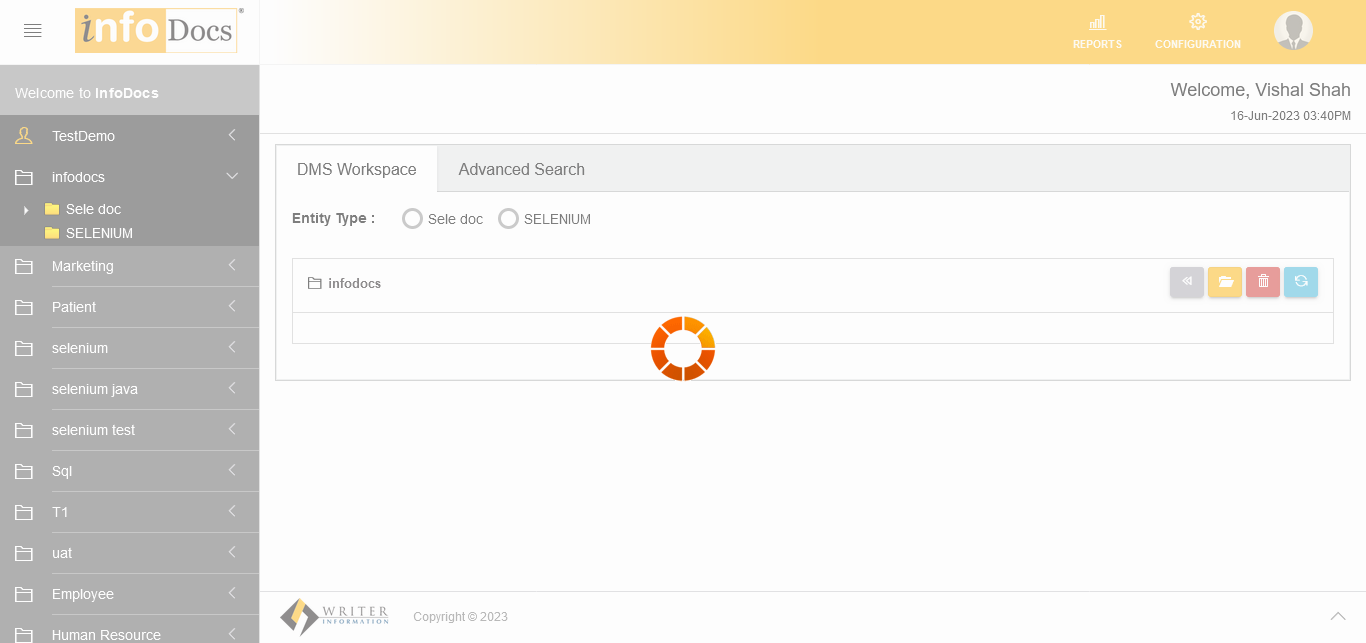 info Docs®
REPORTS
CONFIGURATION
Welcome to InfoDocs
Welcome, Vishal Shah
16-Jun-2023 03:40PM
TestDemo
infodocs
Sele doc
SELENIUM
Marketing
Patient
selenium
selenium java
selenium test
Sql
T1
uat
Employee
Human Resource
DMS Workspace
Advanced Search
Entity Type :
Sele doc
SELENIUM
infodocs
WRITER
INFORMATION
Copyright © 2023